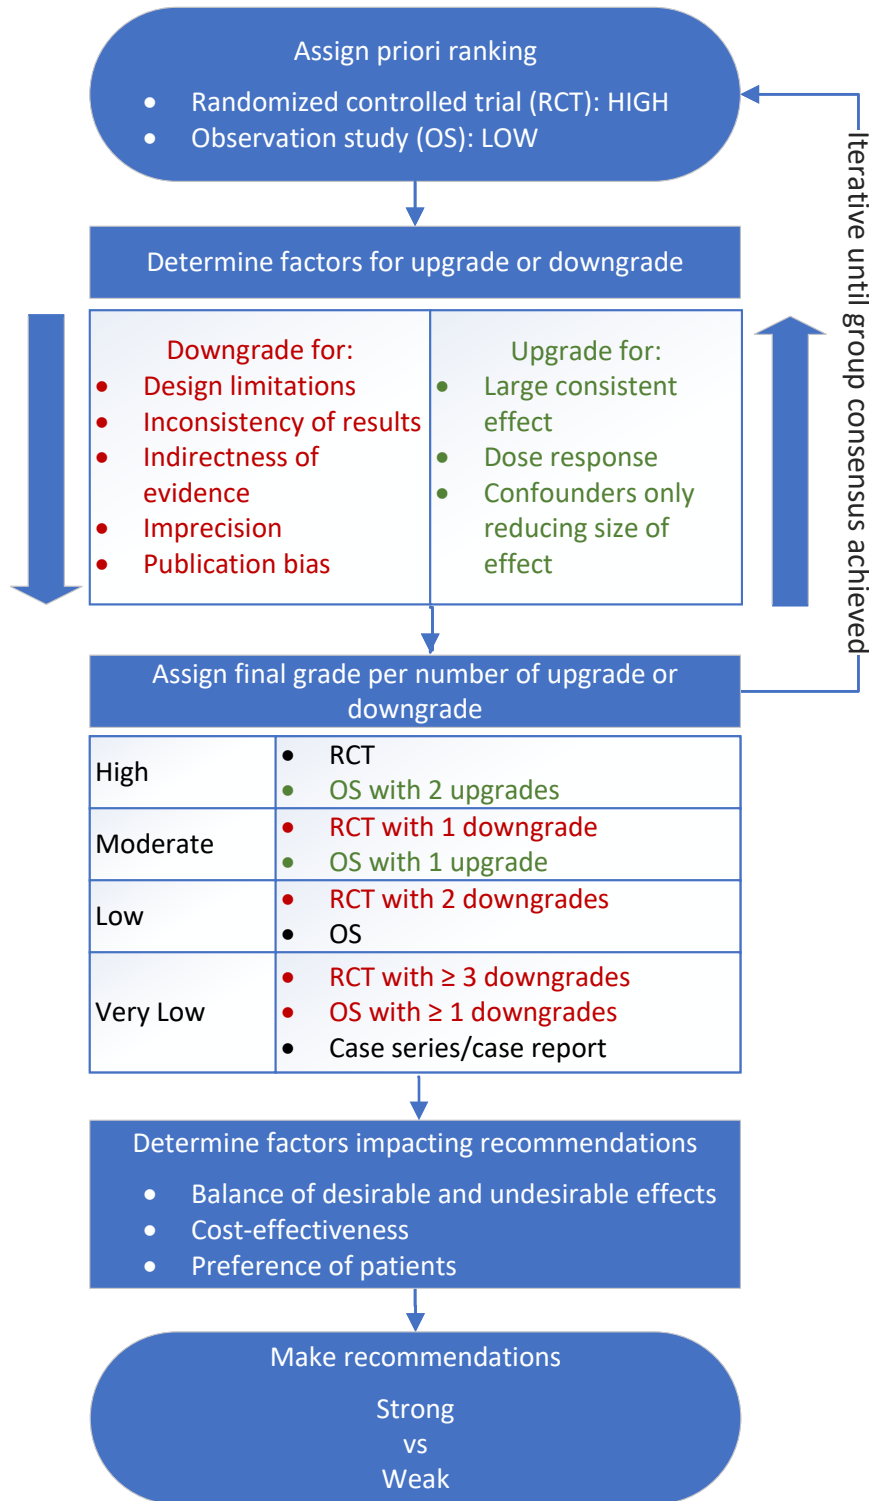 Assign priori ranking
• Randomized controlled trial (RCT): HIGH
• Observation study (OS): LOW
Iterative until group consensus achieved
Determine factors for upgrade or downgrade
Downgrade for:
• Design limitations
• Inconsistency of results
• Indirectness of
evidence
• Imprecision
• Publication bias
Upgrade for:
• Large consistent
effect
• Dose response
• Confounders only
reducing size of
effect
Assign final grade per number of upgrade or
downgrade
High
• RCT
• OS with 2 upgrades
Moderate
• RCT with 1 downgrade
• OS with 1 upgrade
Low
• RCT with 2 downgrades
• OS
Very Low
• RCT with ≥ 3 downgrades
• OS with ≥ 1 downgrades
• Case series/case report
Determine factors impacting recommendations
• Balance of desirable and undesirable effects
• Cost-effectiveness
• Preference of patients
Make recommendations
Strong
vs
Weak